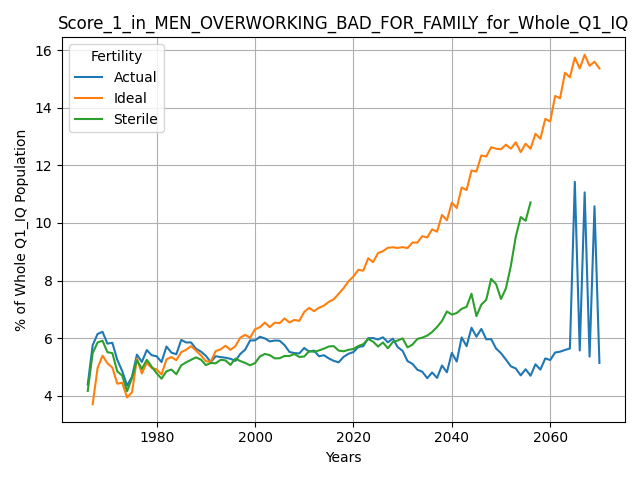 Score_1_in_MEN_OVERWORKING_BAD_FOR_FAMILY_for_Whole_Q1_IQ
Fertility
Actual
Ideal
Sterile
% of Whole Q1_IQ Population
16
14
12
10
8
6
4
1980
2000
2020
2040
2060
Years